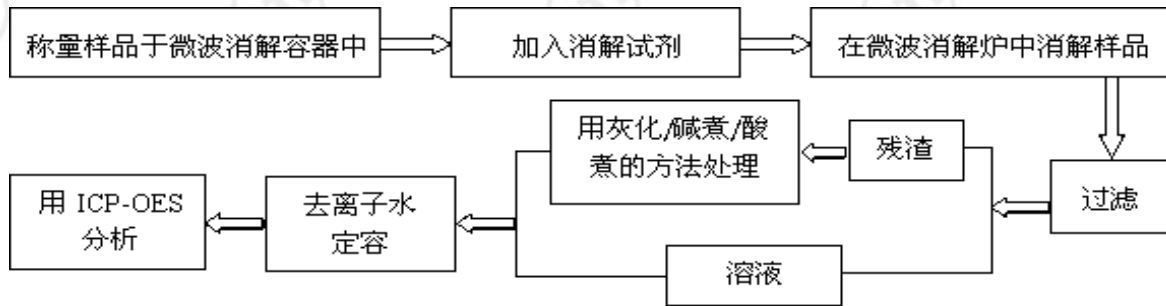 称量样品于微波消解容器中
加入消解试剂
在微波消解炉中消解样品
过滤
残渣
用灰化/碱煮/酸
煮的方法处理
溶液
去离子水
定容
用 ICP-OES
分析